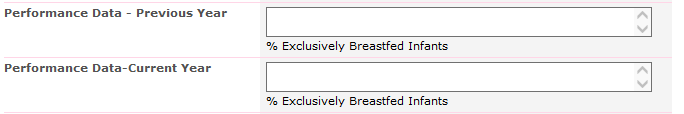 Performance Data - Previous Year
% Exclusively Breastfed Infants
Performance Data-Current Year
% Exclusively Breastfed Infants